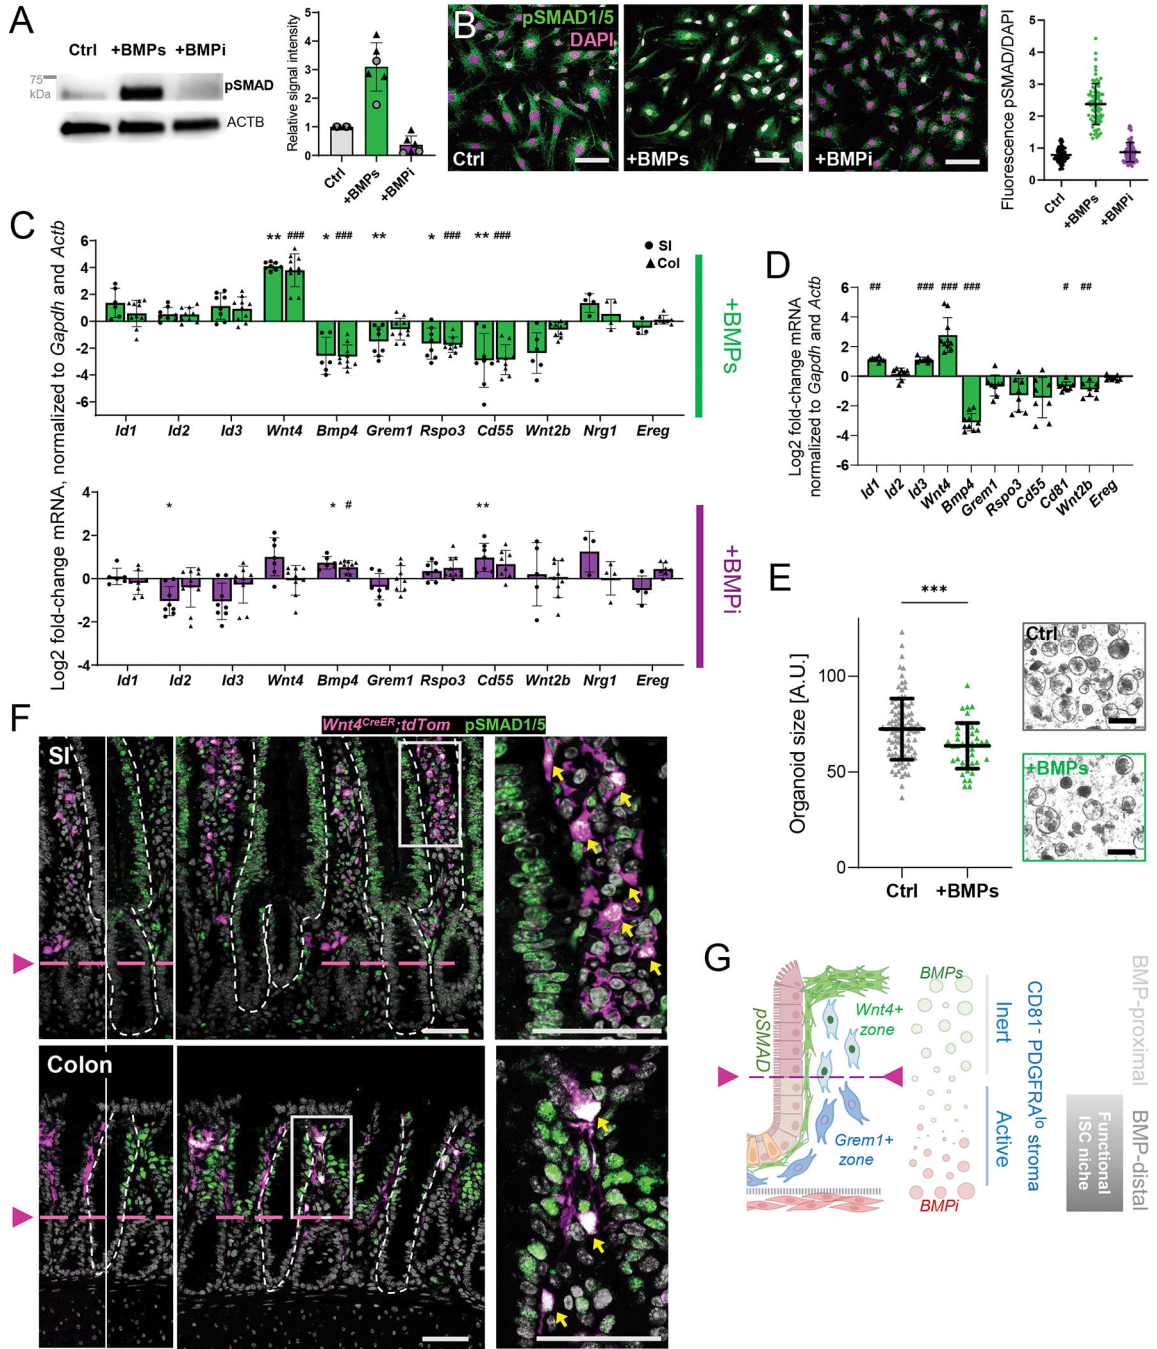 A
Ctrl +BMPs +BMPi
75
kDa
pSMAD
ACTB
Relative signal intensity
5
4
3
2
1
0
Ctrl
+BMPs
+BMPi
B
pSMAD1/5
DAPI
Ctrl
+BMPs
+BMPi
Fluorescence pSMAD/DAPI
5
4
3
2
1
0
Ctrl
+BMPs
+BMPi
C
Log2 fold-change mRNA, normalized to Gapdh and Actb
6
4
2
0
-2
-4
-6
** ### * ### ** * ### ** ###
SI
Col
+BMPs
Id1 Id2 Id3 Wnt4 Bmp4 Grem1 Rspo3 Cd55 Wnt2b Nrg1 Ereg
4
2
0
-2
-4
* * # **
+BMPi
Id1 Id2 Id3 Wnt4 Bmp4 Grem1 Rspo3 Cd55 Wnt2b Nrg1 Ereg
D
Log2 fold-change mRNA
normalized to Gapdh and Actb
6
4
2
0
-2
-4
-6
## ### ### ### # ##
Id1 Id2 Id3 Wnt4 Bmp4 Grem1 Rspo3 Cd55 Cd81 Wnt2b Ereg
E
Organoid size [A.U.]
100
50
0
***
Ctrl +BMPs
Ctrl
+BMPs
F
Wnt4CreER;tdTom pSMAD1/5
SI
Colon
G
pSMAD
BMPs
Wnt4+
zone
Grem1+
zone
BMPi
Inert
Active
CD81- PDGFRAlo stroma
Functional
ISC niche
BMP-proximal
BMP-distal